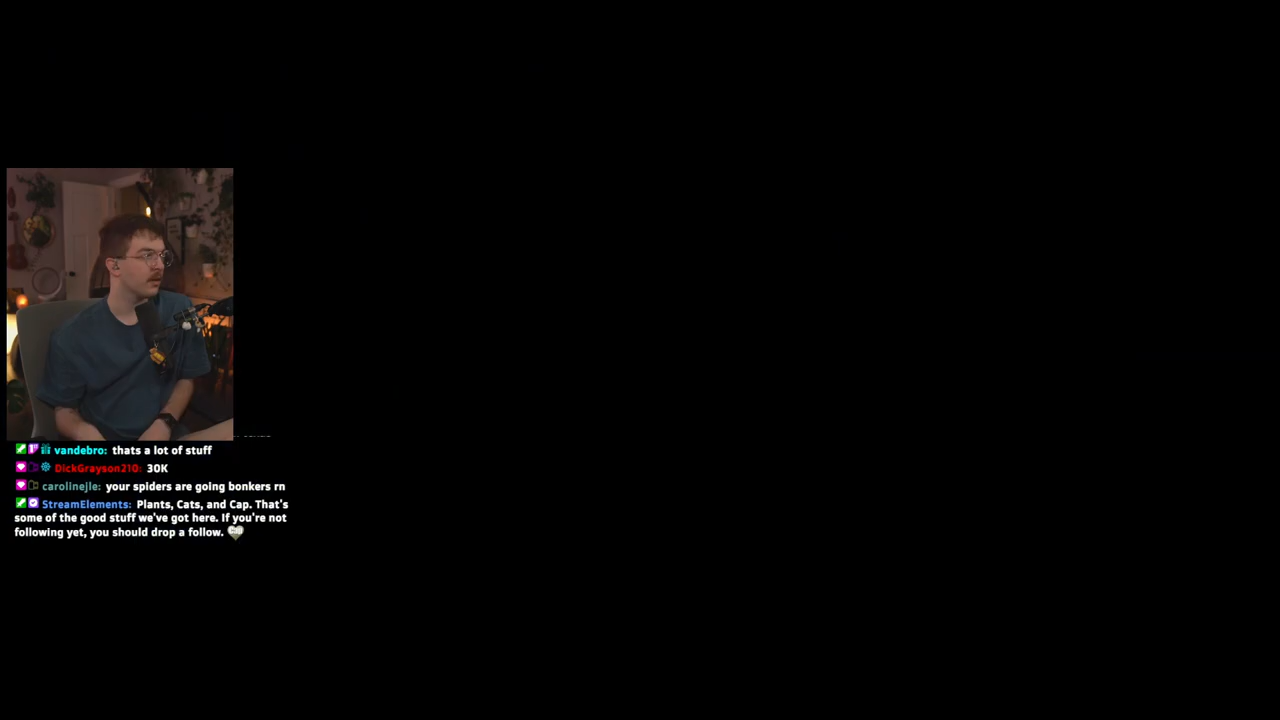 vandebro: thats a lot of stuff
DickGrayson210: 30K
carolinejle: your spiders are going bonkers rn
StreamElements: Plants, Cats, and Cap. That's
some of the good stuff we've got here. If you're not
following yet, you should drop a follow.